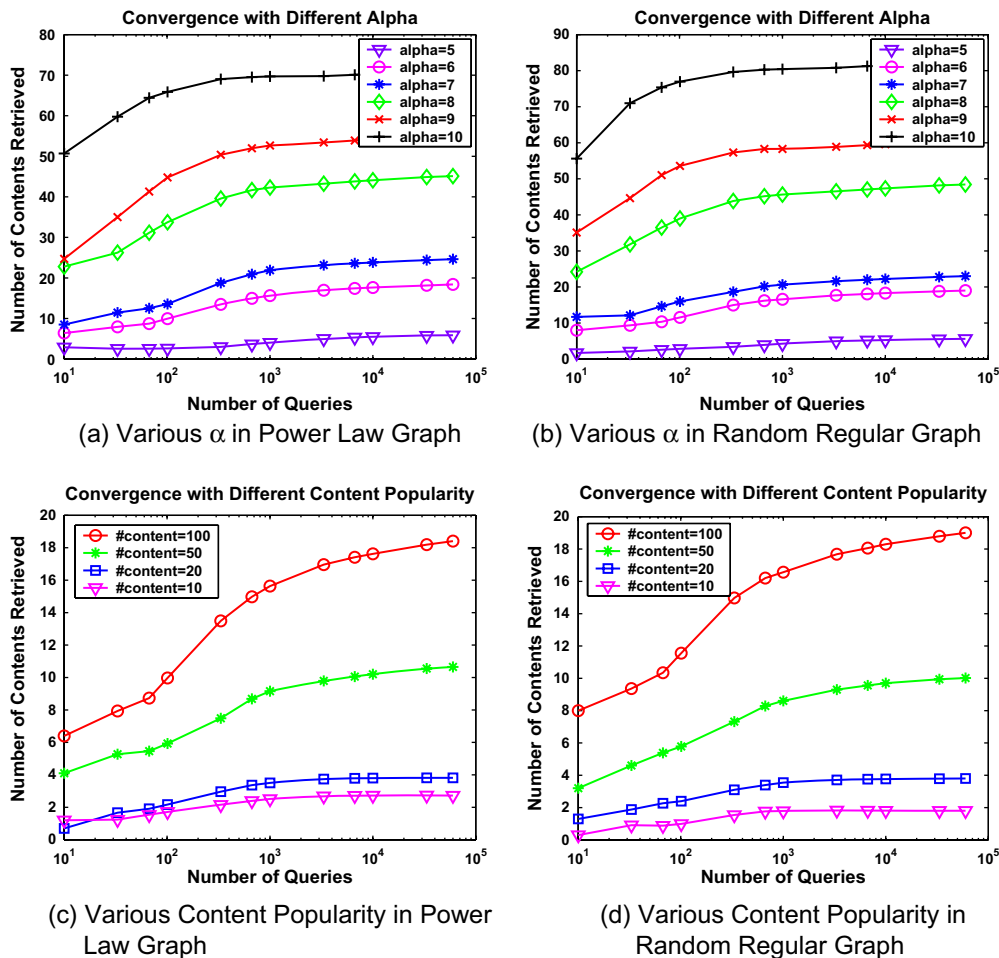 Convergence with Different Alpha
80
70
60
50
40
30
20
10
0
Number of Contents Retrieved
alpha=5
alpha=6
alpha=7
alpha=8
alpha=9
alpha=10
10^1
10^2
10^3
10^4
10^5
Number of Queries
(a) Various α in Power Law Graph
Convergence with Different Alpha
90
80
70
60
50
40
30
20
10
0
Number of Contents Retrieved
alpha=5
alpha=6
alpha=7
alpha=8
alpha=9
alpha=10
10^1
10^2
10^3
10^4
10^5
Number of Queries
(b) Various α in Random Regular Graph
Convergence with Different Content Popularity
20
18
16
14
12
10
8
6
4
2
0
Number of Contents Retrieved
#content=100
#content=50
#content=20
#content=10
10^1
10^2
10^3
10^4
10^5
Number of Queries
(c) Various Content Popularity in Power
Law Graph
Convergence with Different Content Popularity
20
18
16
14
12
10
8
6
4
2
0
Number of Contents Retrieved
#content=100
#content=50
#content=20
#content=10
10^1
10^2
10^3
10^4
10^5
Number of Queries
(d) Various Content Popularity in
Random Regular Graph